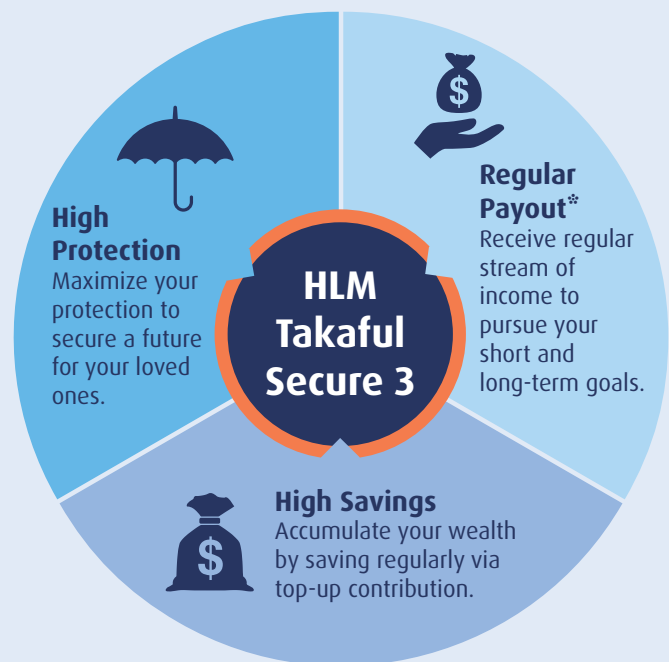 High
Protection
Maximize your
protection to
secure a future
for your loved
ones.
$
Regular
Payout*
Receive regular
stream of
income to
pursue your
short and
long-term goals.
HLM
Takaful
Secure 3
$
High Savings
Accumulate your wealth
by saving regularly via
top-up contribution.